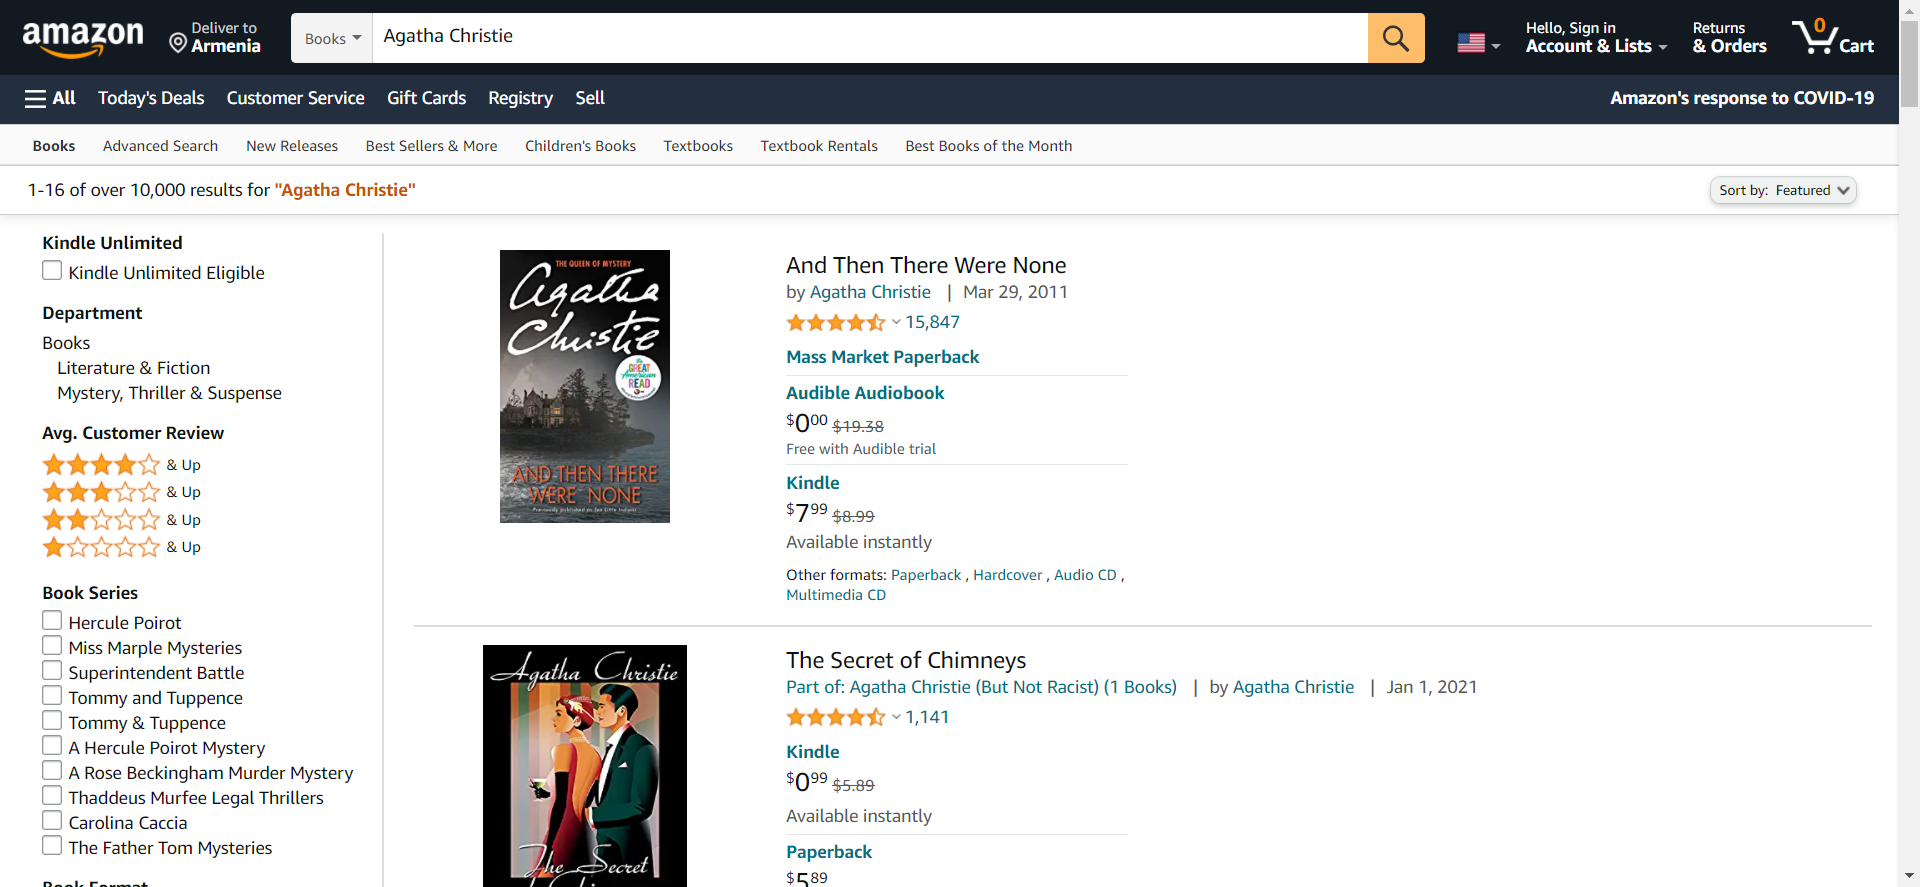 amazon
Deliver to
Armenia
Books
Agatha Christie
Hello, Sign in
Account & Lists
Returns
& Orders
0
Cart
All
Today's Deals
Customer Service
Gift Cards
Registry
Sell
Amazon's response to COVID-19
Books
Advanced Search
New Releases
Best Sellers & More
Children's Books
Textbooks
Textbook Rentals
Best Books of the Month
1-16 of over 10,000 results for "Agatha Christie"
Sort by: Featured
Kindle Unlimited
Kindle Unlimited Eligible
Department
Books
Literature & Fiction
Mystery, Thriller & Suspense
Avg. Customer Review
& Up
& Up
& Up
& Up
Book Series
Hercule Poirot
Miss Marple Mysteries
Superintendent Battle
Tommy and Tuppence
Tommy & Tuppence
A Hercule Poirot Mystery
A Rose Beckingham Murder Mystery
Thaddeus Murfee Legal Thrillers
Carolina Caccia
The Father Tom Mysteries
Book Format
THE QUEEN OF MYSTERY
Agatha
Christie
the
GREAT
American
READ
AND THEN THERE
WERE NONE
Previously published as Ten Little Indians
And Then There Were None
by Agatha Christie | Mar 29, 2011
15,847
Mass Market Paperback
Audible Audiobook
$000 $19.38
Free with Audible trial
Kindle
$799 $8.99
Available instantly
Other formats: Paperback , Hardcover , Audio CD ,
Multimedia CD
Agatha Christie
The Secret
The Secret of Chimneys
Part of: Agatha Christie (But Not Racist) (1 Books) | by Agatha Christie | Jan 1, 2021
1,141
Kindle
$099 $5.89
Available instantly
Paperback
$589